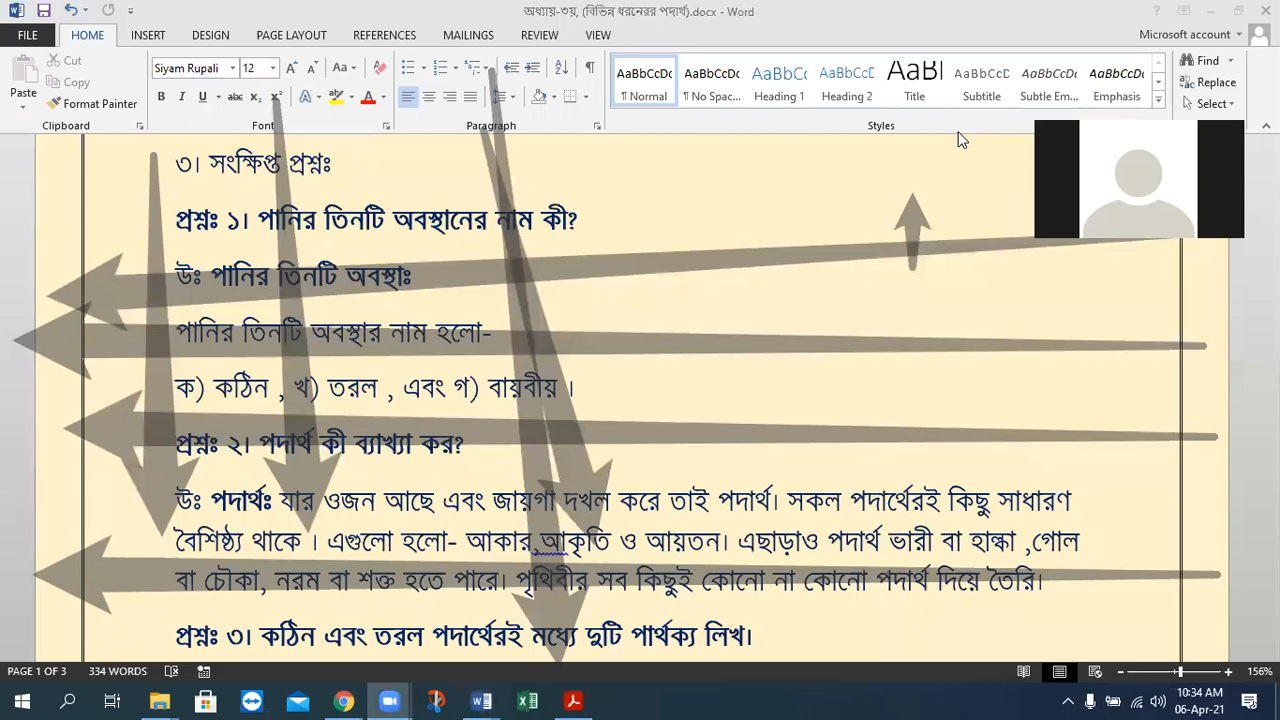 অধ্যায়-৩য়, (বিভিন্ন ধরনেরর পদার্থ).docx - Word
FILE HOME INSERT DESIGN PAGE LAYOUT REFERENCES MAILINGS REVIEW VIEW Microsoft account
Cut
Copy
Format Painter
Paste
Clipboard
Siyam Rupali 12
Font
Paragraph
AaBbCcDc AaBbCcDc AaBbCc AaBbCcD AaBl AaBbCcD AaBbCcDc AaBbCcDc
¶ Normal ¶ No Spac... Heading 1 Heading 2 Title Subtitle Subtle Em... Emphasis
Styles
Find
Replace
Select
৩। সংক্ষিপ্ত প্রশ্নঃ
প্রশ্নঃ ১। পানির তিনটি অবস্থানের নাম কী?
উঃ পানির তিনটি অবস্থাঃ
পানির তিনটি অবস্থার নাম হলো-
ক) কঠিন , খ) তরল , এবং গ) বায়বীয় ।
প্রশ্নঃ ২। পদার্থ কী ব্যাখ্যা কর?
উঃ পদার্থঃ যার ওজন আছে এবং জায়গা দখল করে তাই পদার্থ। সকল পদার্থেরই কিছু সাধারণ
বৈশিষ্ঠ্য থাকে । এগুলো হলো- আকার,আকৃতি ও আয়তন। এছাড়াও পদার্থ ভারী বা হাল্কা ,গোল
বা চৌকা, নরম বা শক্ত হতে পারে। পৃথিবীর সব কিছুই কোনো না কোনো পদার্থ দিয়ে তৈরি।
প্রশ্নঃ ৩। কঠিন এবং তরল পদার্থেরই মধ্যে দুটি পার্থক্য লিখ।
PAGE 1 OF 3 334 WORDS 156%
10:34 AM
06-Apr-21